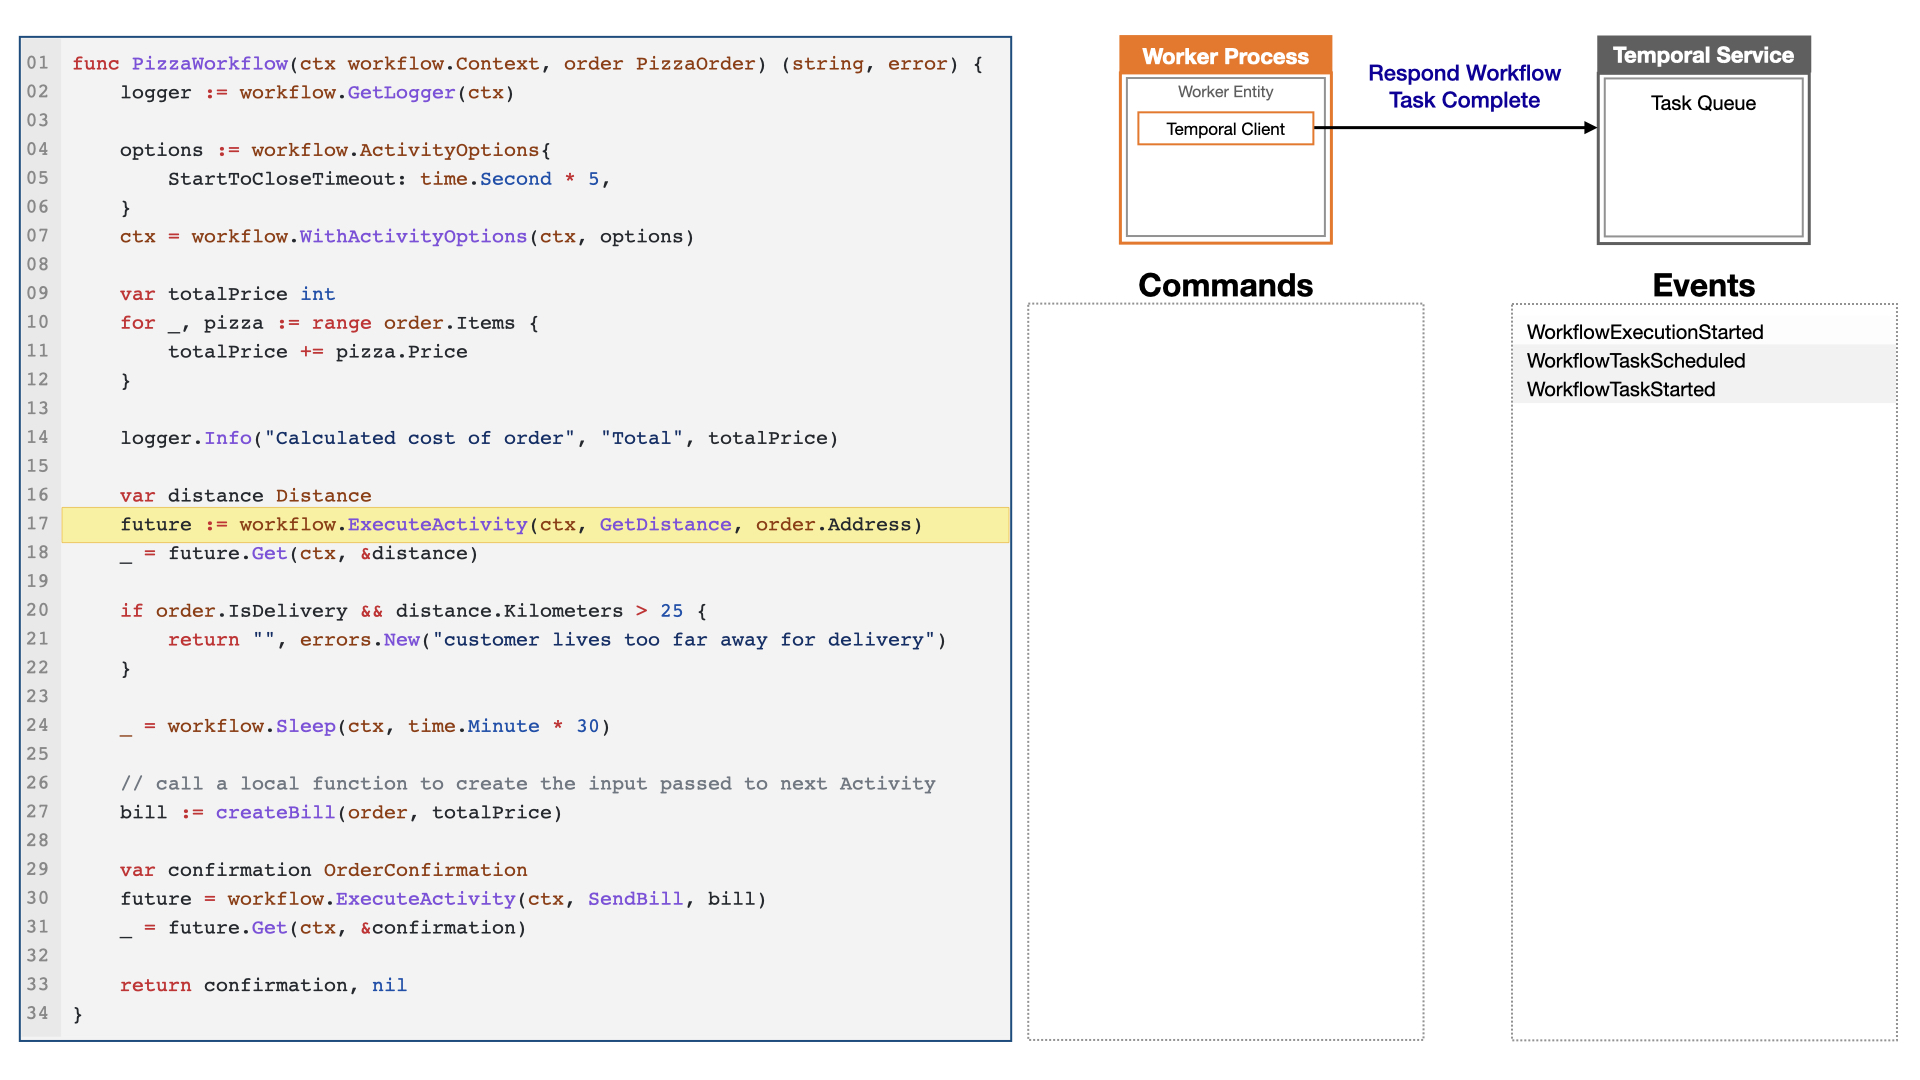 01 func PizzaWorkflow(ctx workflow.Context, order PizzaOrder) (string, error) {
02     logger := workflow.GetLogger(ctx)
03
04     options := workflow.ActivityOptions{
05         StartToCloseTimeout: time.Second * 5,
06     }
07     ctx = workflow.WithActivityOptions(ctx, options)
08
09     var totalPrice int
10     for _, pizza := range order.Items {
11         totalPrice += pizza.Price
12     }
13
14     logger.Info("Calculated cost of order", "Total", totalPrice)
15
16     var distance Distance
17     future := workflow.ExecuteActivity(ctx, GetDistance, order.Address)
18     _ = future.Get(ctx, &distance)
19
20     if order.IsDelivery && distance.Kilometers > 25 {
21         return "", errors.New("customer lives too far away for delivery")
22     }
23
24     _ = workflow.Sleep(ctx, time.Minute * 30)
25
26     // call a local function to create the input passed to next Activity
27     bill := createBill(order, totalPrice)
28
29     var confirmation OrderConfirmation
30     future = workflow.ExecuteActivity(ctx, SendBill, bill)
31     _ = future.Get(ctx, &confirmation)
32
33     return confirmation, nil
34 }
Worker Process
Worker Entity
Temporal Client
Respond Workflow
Task Complete
Temporal Service
Task Queue
Commands
Events
WorkflowExecutionStarted
WorkflowTaskScheduled
WorkflowTaskStarted